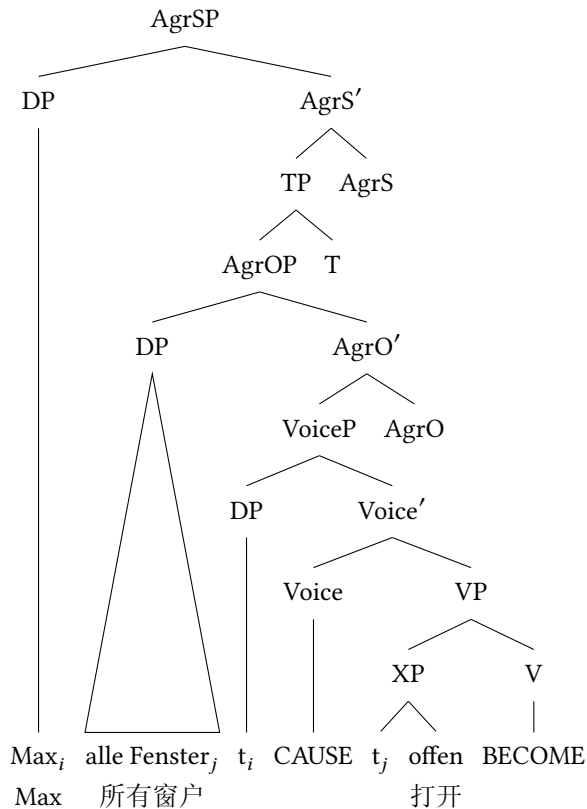 AgrSP
DP AgrS′
TP AgrS
AgrOP T
DP AgrO′
VoiceP AgrO
DP Voice′
Voice VP
XP V
Maxᵢ alle Fensterⱼ tᵢ CAUSE tⱼ offen BECOME
Max 所有窗户 打开